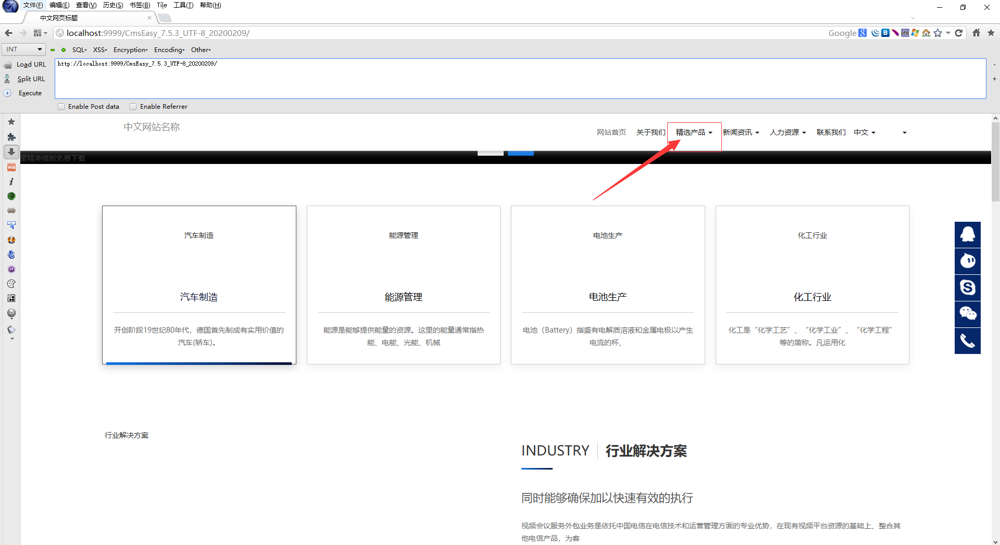 文件(F) 编辑(E) 查看(V) 历史(S) 书签(B) Tile 工具(T) 帮助(H)
中文网页标题
localhost:9999/CmsEasy_7.5.3_UTF-8_20200209/
Google
INT SQL XSS Encryption Encoding Other
Load URL
http://localhost:9999/CmsEasy_7.5.3_UTF-8_20200209/
Split URL
Execute
Enable Post data Enable Referrer
中文网站名称
网站首页 关于我们 精选产品 新闻资讯 人力资源 联系我们 中文
量精美模板免费下载
汽车制造 能源管理 电池生产 化工行业
汽车制造 能源管理 电池生产 化工行业
开创阶段19世纪80年代，德国首先制成有实用价值的
汽车(轿车)。
能源是能够提供能量的资源。这里的能量通常指热
能、电能、光能、机械
电池（Battery）指盛有电解质溶液和金属电极以产生
电流的杯、
化工是“化学工艺”、“化学工业”、“化学工程”
等的简称。凡运用化
行业解决方案
INDUSTRY 行业解决方案
同时能够确保加以快速有效的执行
视频会议服务外包业务是依托中国电信在电信技术和运营管理方面的专业优势，在现有视频平台资源的基础上、整合其
他电信产品，为客